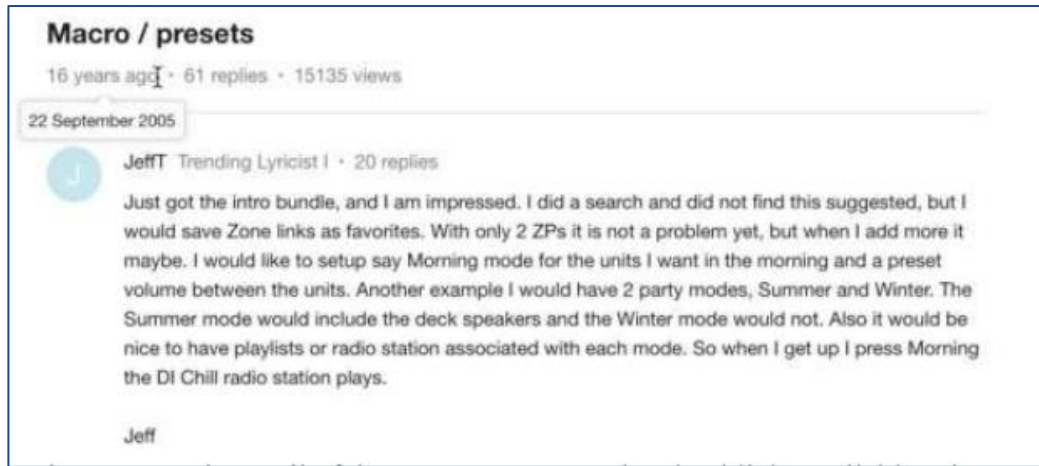 Macro / presets
16 years ago • 61 replies • 15135 views
22 September 2005
J
JeffT Trending Lyricist I • 20 replies
Just got the intro bundle, and I am impressed. I did a search and did not find this suggested, but I
would save Zone links as favorites. With only 2 ZPs it is not a problem yet, but when I add more it
maybe. I would like to setup say Morning mode for the units I want in the morning and a preset
volume between the units. Another example I would have 2 party modes, Summer and Winter. The
Summer mode would include the deck speakers and the Winter mode would not. Also it would be
nice to have playlists or radio station associated with each mode. So when I get up I press Morning
the DI Chill radio station plays.
Jeff